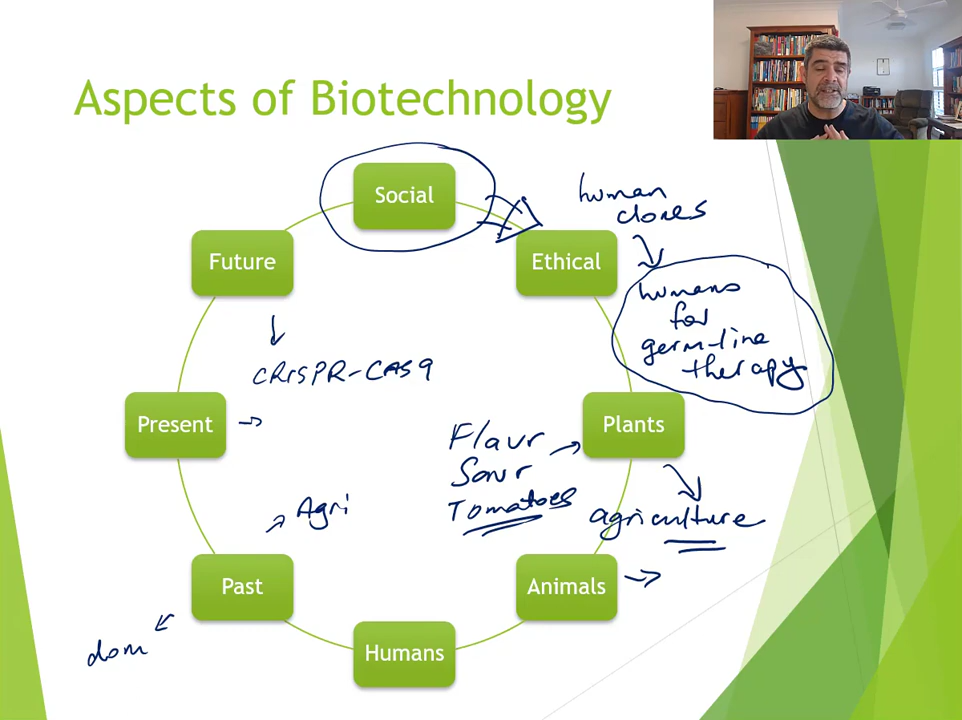 Aspects of Biotechnology
Social
human
clones
Future
Ethical
humans
for
germ-line
therapy
CRISPR-CAS9
Present
Plants
Flavr
Savr
Tomatoes
Agri
agriculture
Past
Animals
dom
Humans